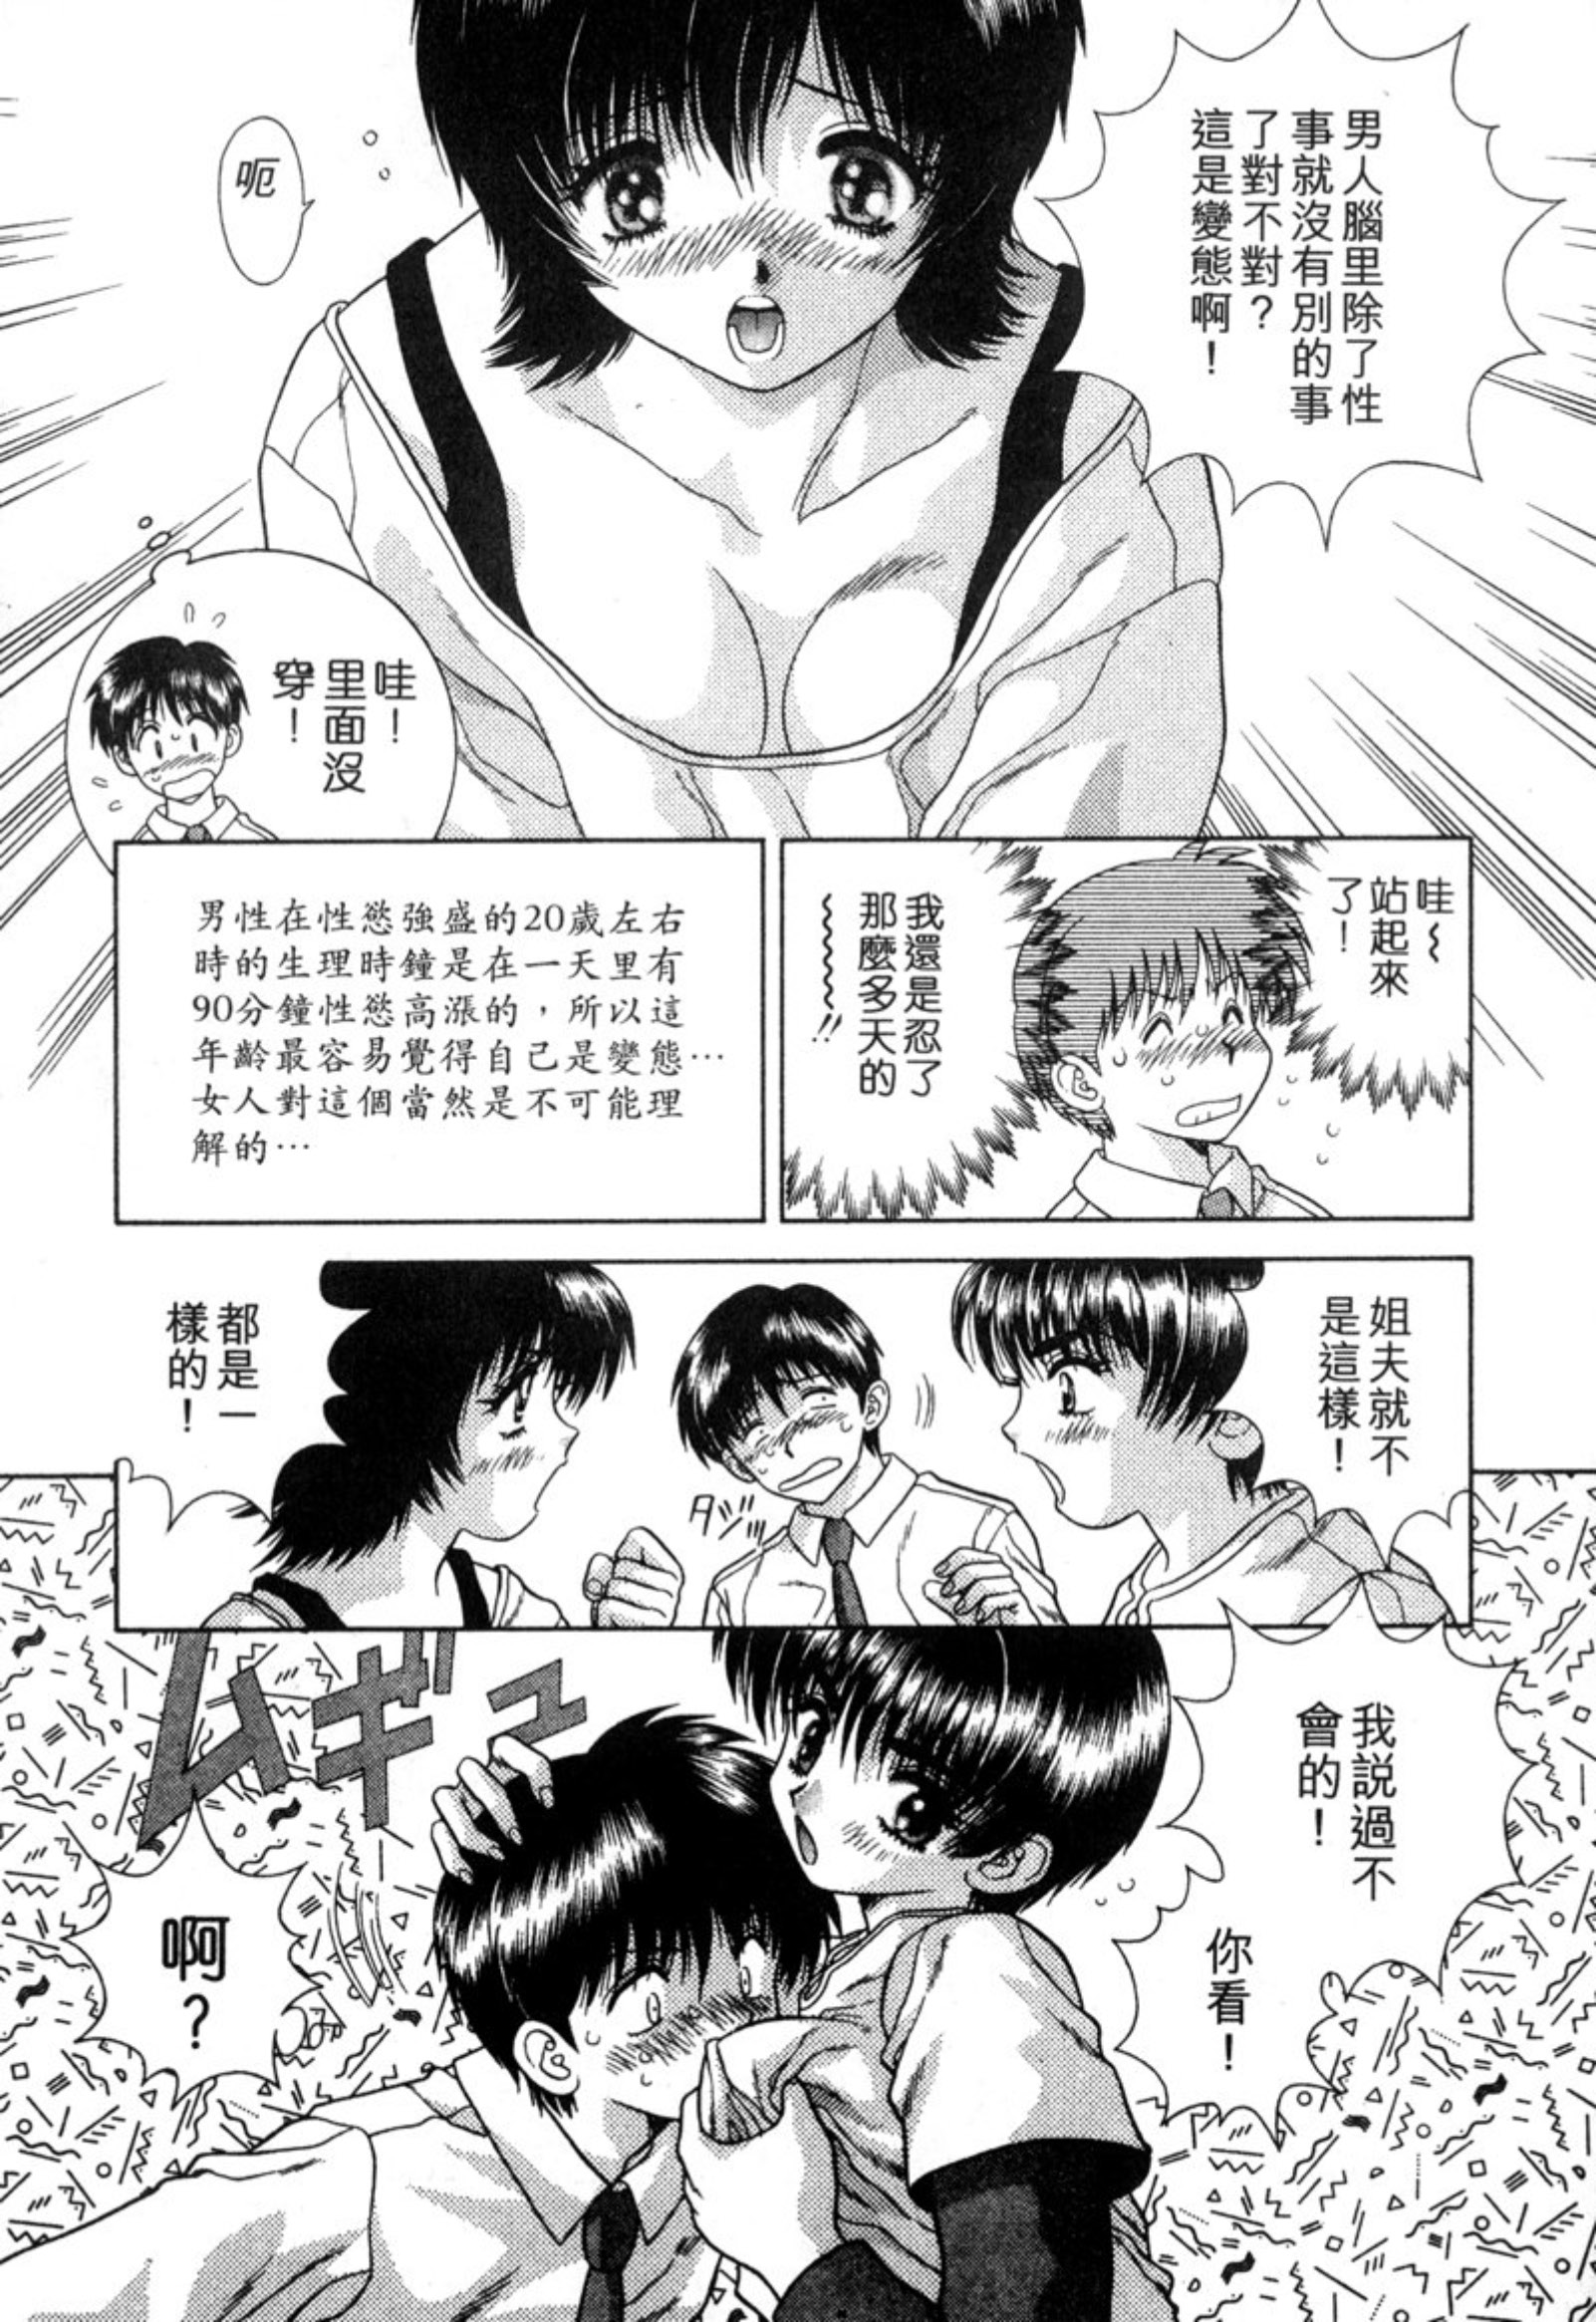 男人腦里除了性
事就沒有別的事
了對不對？
這是變態啊！
呃
哇！
里面沒
穿！
哇～
站起來
了！
我還是忍了
那麼多天的
～～～!!
男性在性慾強盛的20歲左右
時的生理時鐘是在一天里有
90分鐘性慾高漲的，所以這
年齡最容易覺得自己是變態…
女人對這個當然是不可能理
解的…
姐夫就不
是這樣！
都是一
樣的！
我説過不
會的！
你看！
ムギュ
啊？